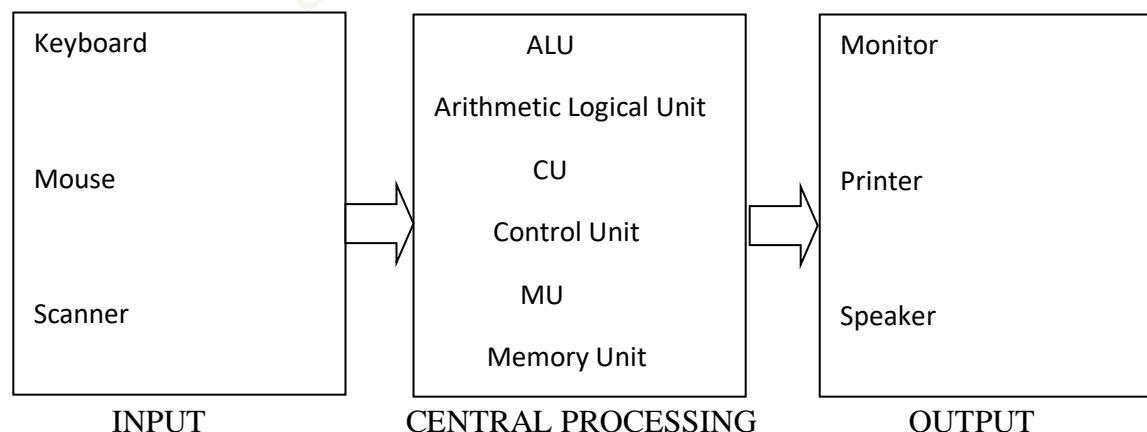 Keyboard
Mouse
Scanner
INPUT
ALU
Arithmetic Logical Unit
CU
Control Unit
MU
Memory Unit
CENTRAL PROCESSING
Monitor
Printer
Speaker
OUTPUT